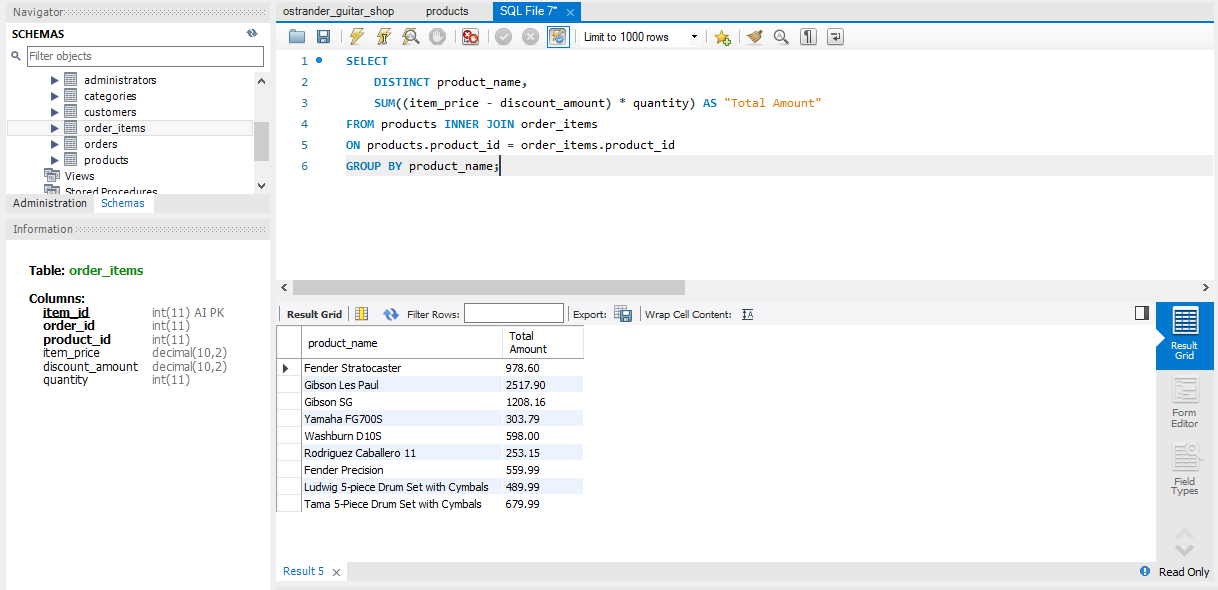 Navigator
SCHEMAS
Filter objects
administrators
categories
customers
order_items
orders
products
Views
Stored Procedures
Administration Schemas
Information
Table: order_items
Columns:
item_id int(11) AI PK
order_id int(11)
product_id int(11)
item_price decimal(10,2)
discount_amount decimal(10,2)
quantity int(11)
ostrander_guitar_shop products SQL File 7*
Limit to 1000 rows
1 SELECT
2 DISTINCT product_name,
3 SUM((item_price - discount_amount) * quantity) AS "Total Amount"
4 FROM products INNER JOIN order_items
5 ON products.product_id = order_items.product_id
6 GROUP BY product_name;
Result Grid Filter Rows: Export: Wrap Cell Content:
product_name Total
Amount
Fender Stratocaster 978.60
Gibson Les Paul 2517.90
Gibson SG 1208.16
Yamaha FG700S 303.79
Washburn D10S 598.00
Rodriguez Caballero 11 253.15
Fender Precision 559.99
Ludwig 5-piece Drum Set with Cymbals 489.99
Tama 5-Piece Drum Set with Cymbals 679.99
Result
Grid
Form
Editor
Field
Types
Result 5
Read Only